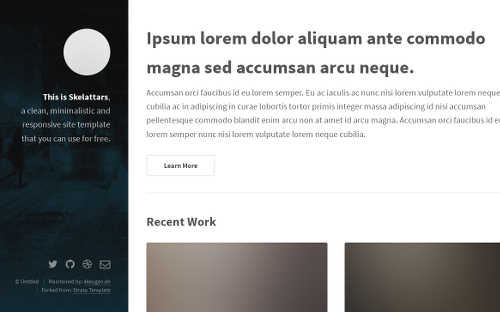 This is Skelattars,
a clean, minimalistic and
responsive site template
that you can use for free.
© Untitled | Maintained by:
| Forked from: Strata Template
Ipsum lorem dolor aliquam ante commodo
magna sed accumsan arcu neque.
Accumsan orci faucibus id eu lorem semper. Eu ac iaculis ac nunc nisi lorem vulputate lorem neque
cubilia ac in adipiscing in curae lobortis tortor primis integer massa adipiscing id nisi accumsan
pellentesque commodo blandit enim arcu non at amet id arcu magna. Accumsan orci faucibus id eu
lorem semper nunc nisi lorem vulputate lorem neque cubilia.
Learn More
Recent Work